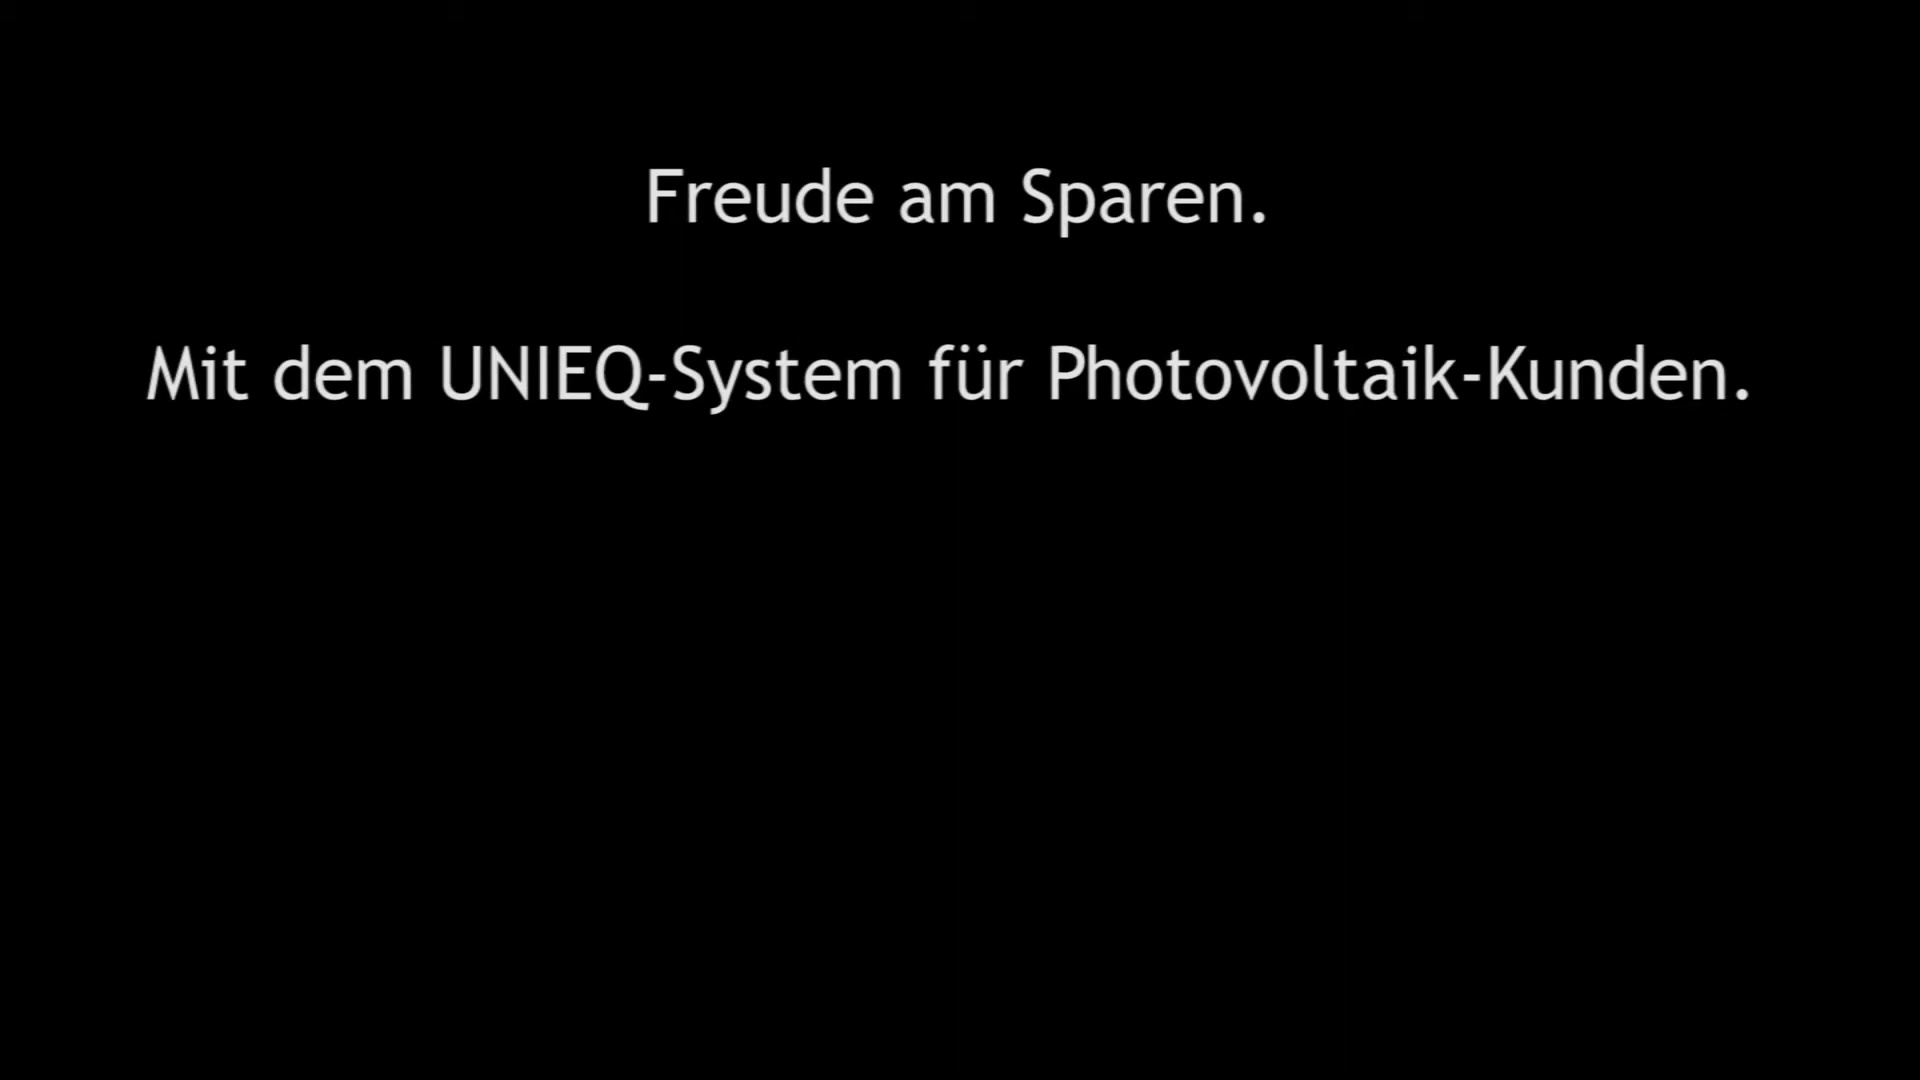 Freude am Sparen.
Mit dem UNIEQ-System für Photovoltaik-Kunden.